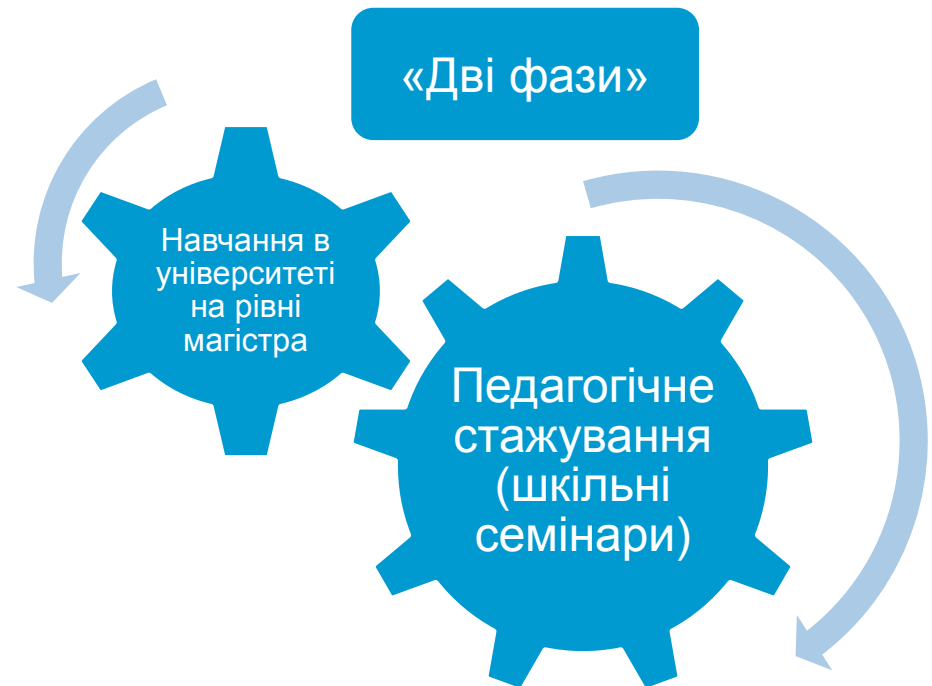 «Дві фази»
Навчання в
університеті
на рівні
магістра
Педагогічне
стажування
(шкільні
семінари)